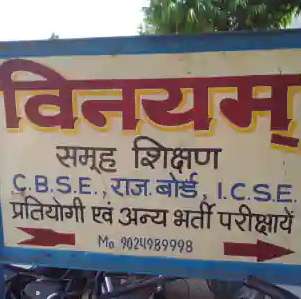 विनयम्
समूह शिक्षण
C.B.S.E., राज. बोर्ड, I.C.S.E.
प्रतियोगी एवं अन्य भर्ती परीक्षायें
Mo. 9024989998